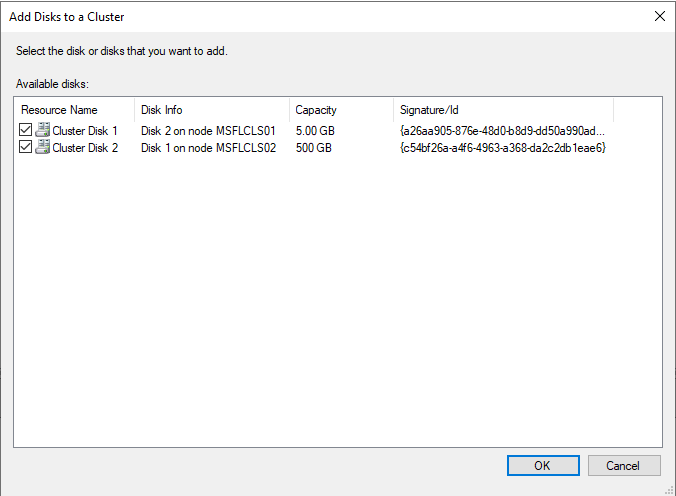 Add Disks to a Cluster
Select the disk or disks that you want to add.
Available disks:
Resource Name Disk Info Capacity Signature/Id
Cluster Disk 1 Disk 2 on node MSFLCLS01 5.00 GB {a26aa905-876e-48d0-b8d9-dd50a990ad...
Cluster Disk 2 Disk 1 on node MSFLCLS02 500 GB {c54bf26a-a4f6-4963-a368-da2c2db1eae6}
OK Cancel